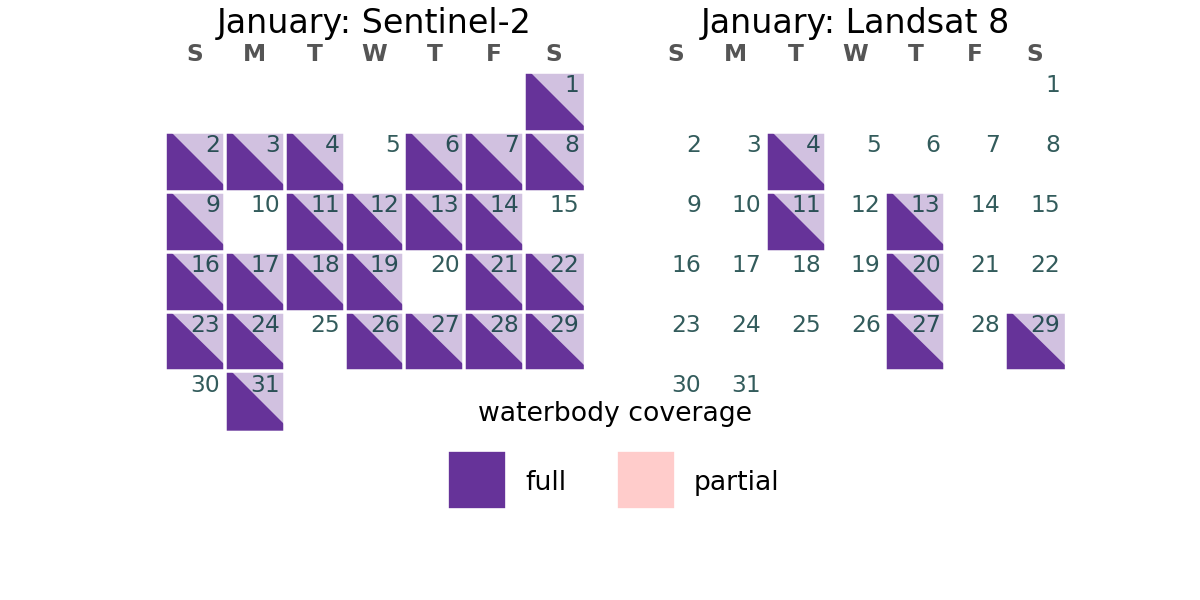 January: Sentinel-2
S M T W T F S
1
2 3 4 5 6 7 8
9 10 11 12 13 14 15
16 17 18 19 20 21 22
23 24 25 26 27 28 29
30 31
January: Landsat 8
S M T W T F S
1
2 3 4 5 6 7 8
9 10 11 12 13 14 15
16 17 18 19 20 21 22
23 24 25 26 27 28 29
30 31
waterbody coverage
full partial